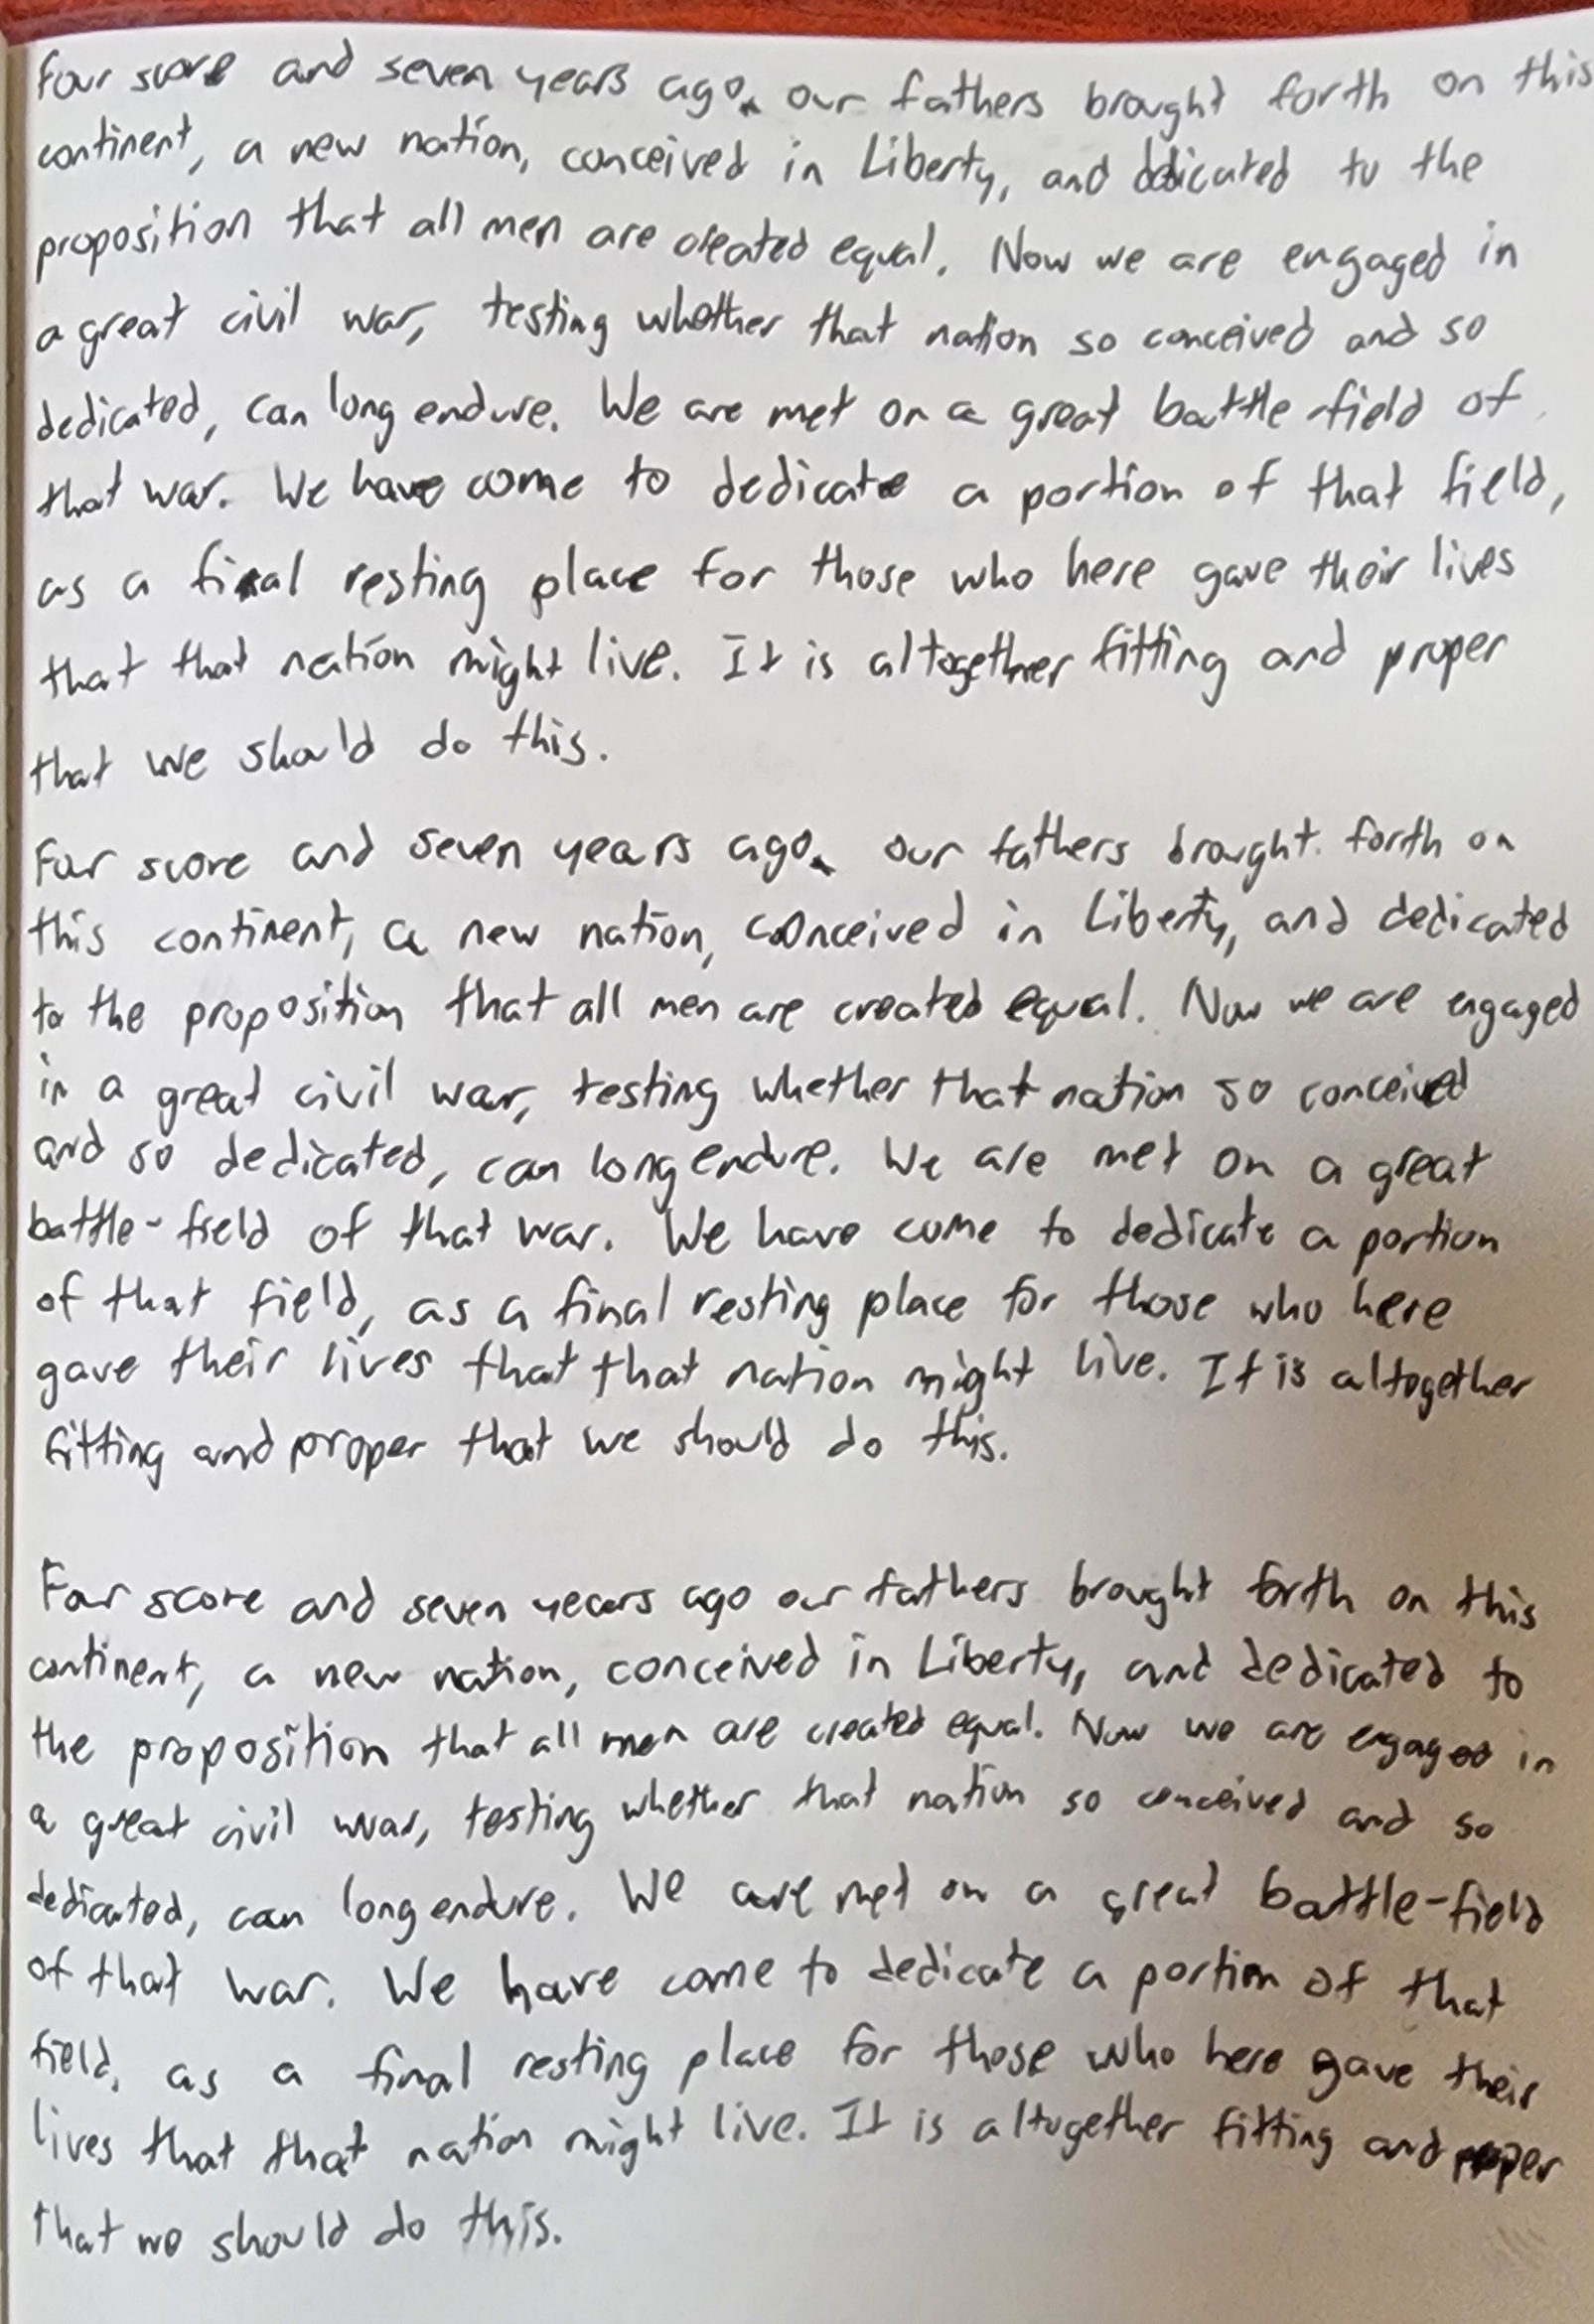 Four score and seven years ago, our fathers brought forth on this
continent, a new nation, conceived in Liberty, and dedicated to the
proposition that all men are created equal. Now we are engaged in
a great civil war, testing whether that nation so conceived and so
dedicated, can long endure. We are met on a great battle-field of
that war. We have come to dedicate a portion of that field,
as a final resting place for those who here gave their lives
that that nation might live. It is altogether fitting and proper
that we should do this.
Four score and seven years ago, our fathers brought forth on
this continent, a new nation, conceived in Liberty, and dedicated
to the proposition that all men are created equal. Now we are engaged
in a great civil war, testing whether that nation so conceived
and so dedicated, can long endure. We are met on a great
battle-field of that war. We have come to dedicate a portion
of that field, as a final resting place for those who here
gave their lives that that nation might live. It is altogether
fitting and proper that we should do this.
Four score and seven years ago our fathers brought forth on this
continent, a new nation, conceived in Liberty, and dedicated to
the proposition that all men are created equal. Now we are engaged in
a great civil war, testing whether that nation so conceived and so
dedicated, can long endure. We are met on a great battle-field
of that war. We have come to dedicate a portion of that
field, as a final resting place for those who here gave their
lives that that nation might live. It is altogether fitting and proper
that we should do this.